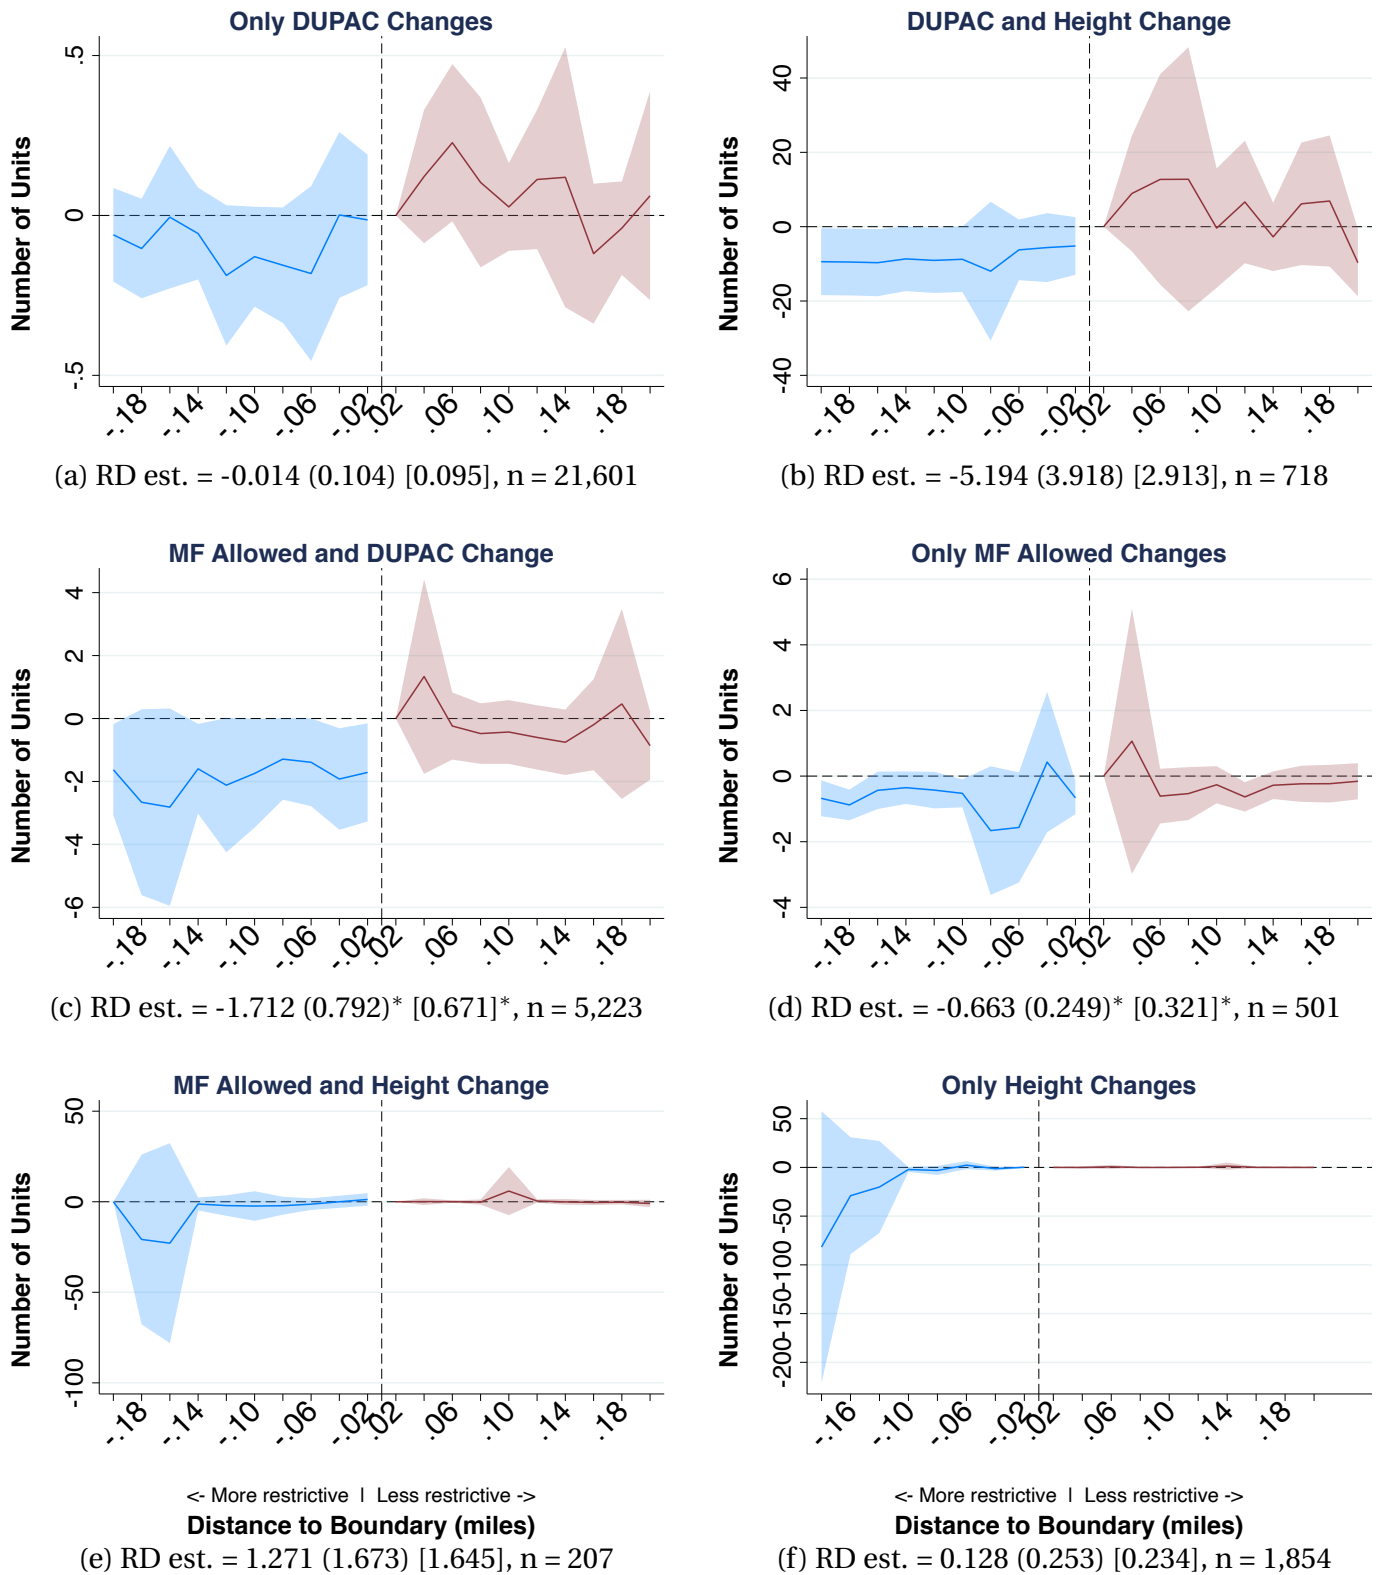 Only DUPAC Changes
Number of Units
.5
0
-.5
-.18 -.14 -.10 -.06 -.02 .02 .06 .10 .14 .18
(a) RD est. = -0.014 (0.104) [0.095], n = 21,601
DUPAC and Height Change
Number of Units
40
20
0
-20
-40
-.18 -.14 -.10 -.06 -.02 .02 .06 .10 .14 .18
(b) RD est. = -5.194 (3.918) [2.913], n = 718
MF Allowed and DUPAC Change
Number of Units
4
2
0
-2
-4
-6
-.18 -.14 -.10 -.06 -.02 .02 .06 .10 .14 .18
(c) RD est. = -1.712 (0.792)* [0.671]*, n = 5,223
Only MF Allowed Changes
Number of Units
6
4
2
0
-2
-4
-.18 -.14 -.10 -.06 -.02 .02 .06 .10 .14 .18
(d) RD est. = -0.663 (0.249)* [0.321]*, n = 501
MF Allowed and Height Change
Number of Units
50
0
-50
-100
-.18 -.14 -.10 -.06 -.02 .02 .06 .10 .14 .18
<- More restrictive | Less restrictive ->
Distance to Boundary (miles)
(e) RD est. = 1.271 (1.673) [1.645], n = 207
Only Height Changes
Number of Units
50
0
-50
-100
-150
-200
-.16 -.10 -.06 -.02 .02 .06 .10 .14 .18
<- More restrictive | Less restrictive ->
Distance to Boundary (miles)
(f) RD est. = 0.128 (0.253) [0.234], n = 1,854